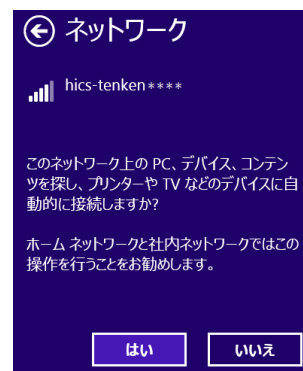 ネットワーク
hics-tenken****
このネットワーク上の PC、デバイス、コンテン
ツを探し、プリンターや TV などのデバイスに自
動的に接続しますか?
ホーム ネットワークと社内ネットワークではこの
操作を行うことをお勧めします。
はい
いいえ